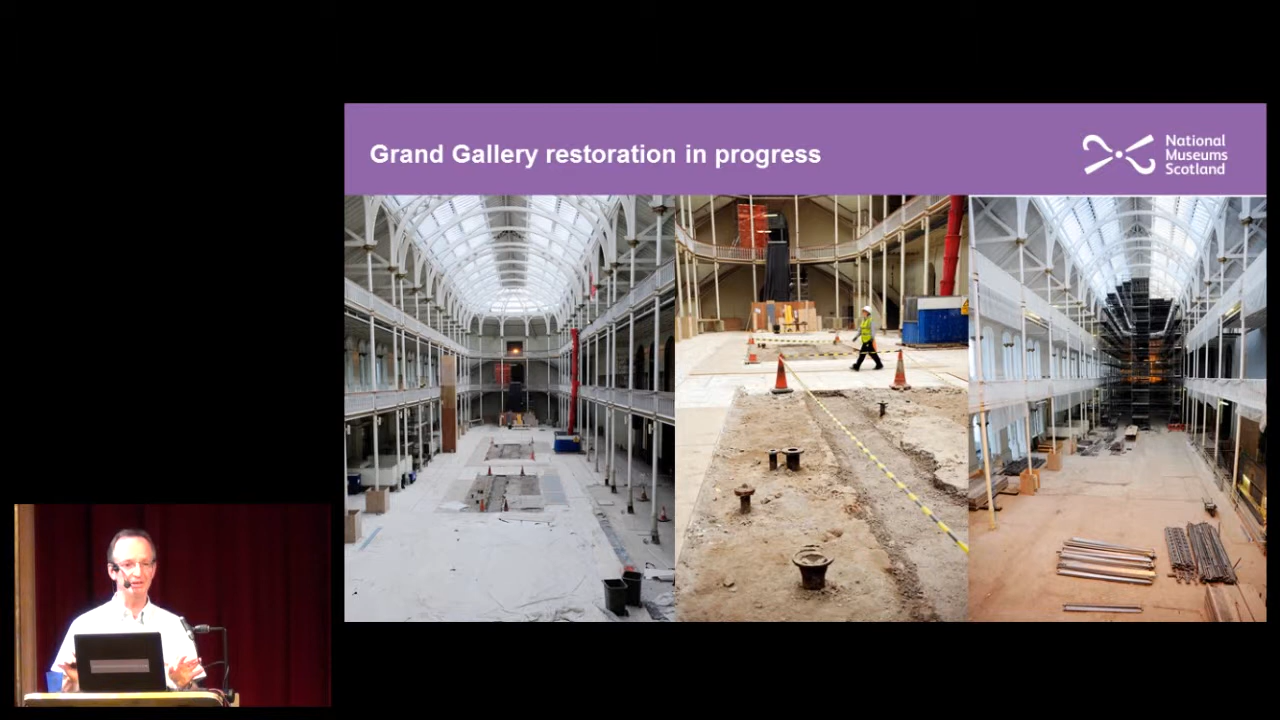 Grand Gallery restoration in progress
National
Museums
Scotland